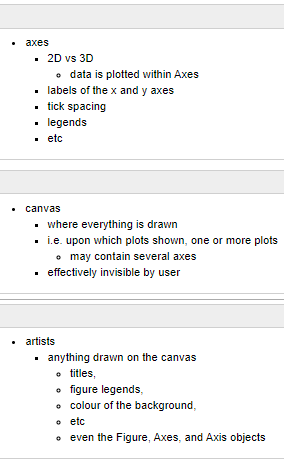 axes
2D vs 3D
data is plotted within Axes
labels of the x and y axes
tick spacing
legends
etc
canvas
where everything is drawn
i.e. upon which plots shown, one or more plots
may contain several axes
effectively invisible by user
artists
anything drawn on the canvas
titles,
figure legends,
colour of the background,
etc
even the Figure, Axes, and Axis objects